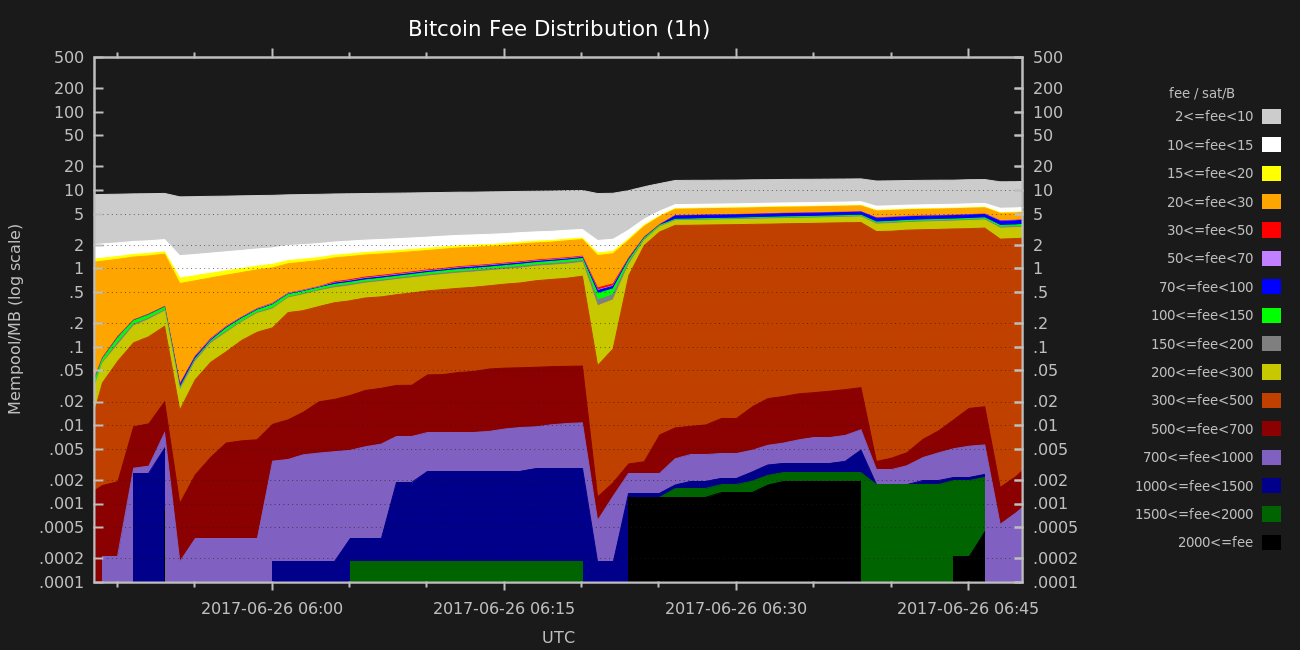 Bitcoin Fee Distribution (1h)
500 500
200 200
100 100
50 50
20 20
10 10
5 5
2 2
1 1
.5 .5
.2 .2
.1 .1
.05 .05
.02 .02
.01 .01
.005 .005
.002 .002
.001 .001
.0005 .0005
.0002 .0002
.0001 .0001
Mempool/MB (log scale)
2017-06-26 06:00 2017-06-26 06:15 2017-06-26 06:30 2017-06-26 06:45
UTC
fee / sat/B
2<=fee<10
10<=fee<15
15<=fee<20
20<=fee<30
30<=fee<50
50<=fee<70
70<=fee<100
100<=fee<150
150<=fee<200
200<=fee<300
300<=fee<500
500<=fee<700
700<=fee<1000
1000<=fee<1500
1500<=fee<2000
2000<=fee